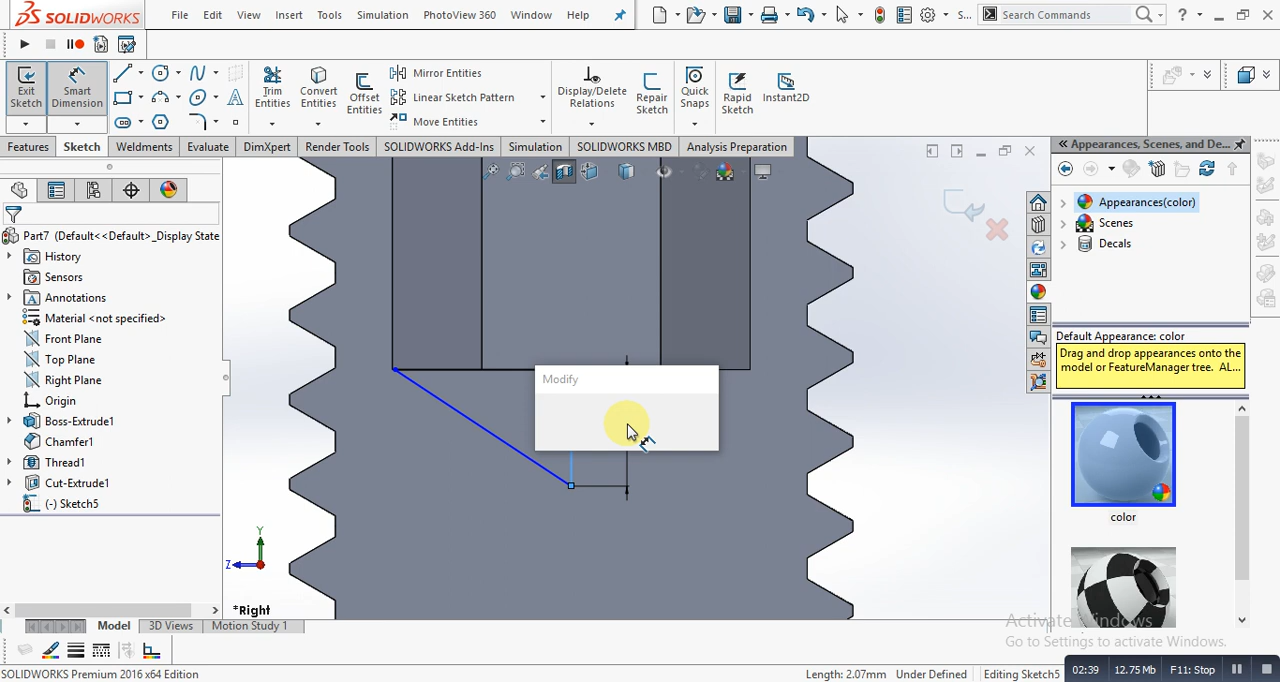 SOLIDWORKS File Edit View Insert Tools Simulation PhotoView 360 Window Help S... Search Commands ?
Exit Sketch
Smart Dimension
Trim Entities
Convert Entities
Offset Entities
Mirror Entities
Linear Sketch Pattern
Move Entities
Display/Delete Relations
Repair Sketch
Quick Snaps
Rapid Sketch
Instant2D
Features Sketch Weldments Evaluate DimXpert Render Tools SOLIDWORKS Add-Ins Simulation SOLIDWORKS MBD Analysis Preparation
Part7 (Default<<Default>_Display State
History
Sensors
Annotations
Material <not specified>
Front Plane
Top Plane
Right Plane
Origin
Boss-Extrude1
Chamfer1
Thread1
Cut-Extrude1
(-) Sketch5
Modify
Y
Z
*Right
Appearances, Scenes, and De...
Appearances(color)
Scenes
Decals
Default Appearance: color
Drag and drop appearances onto the
model or FeatureManager tree. AL...
color
Activate Windows
Go to Settings to activate Windows.
Model 3D Views Motion Study 1
SOLIDWORKS Premium 2016 x64 Edition Length: 2.07mm Under Defined Editing Sketch5
02:39 12.75 Mb F11: Stop